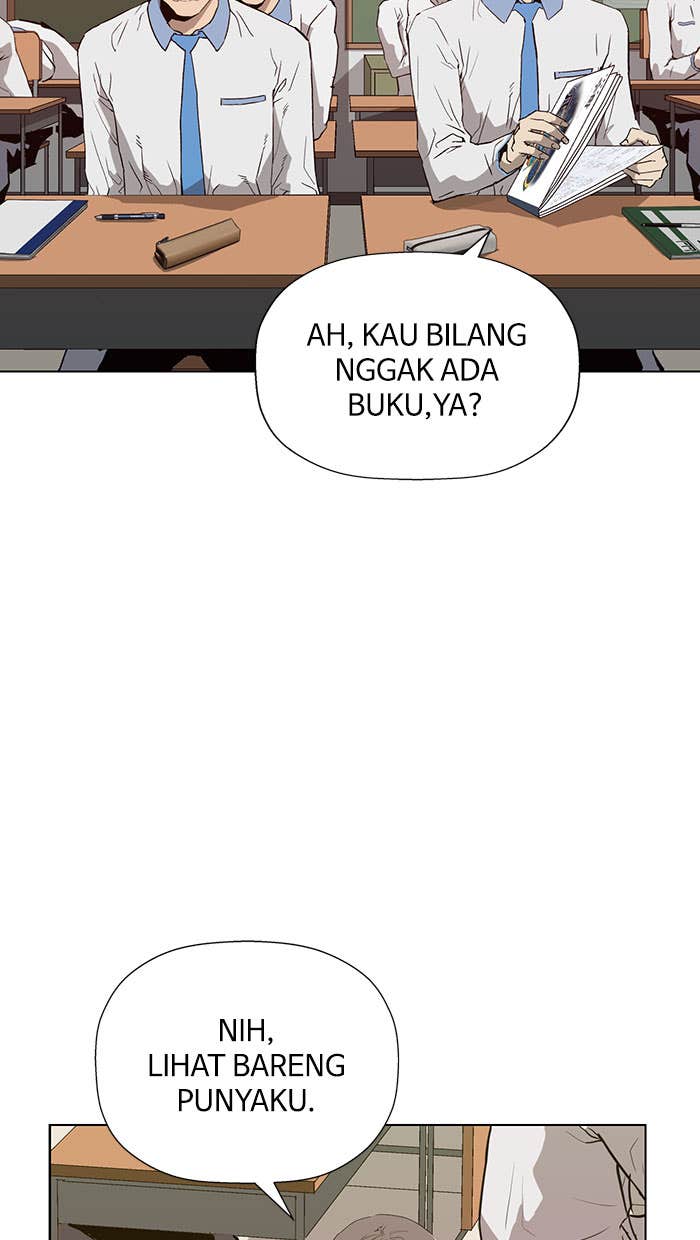 AH, KAU BILANG
NGGAK ADA
BUKU,YA?
NIH,
LIHAT BARENG
PUNYAKU.